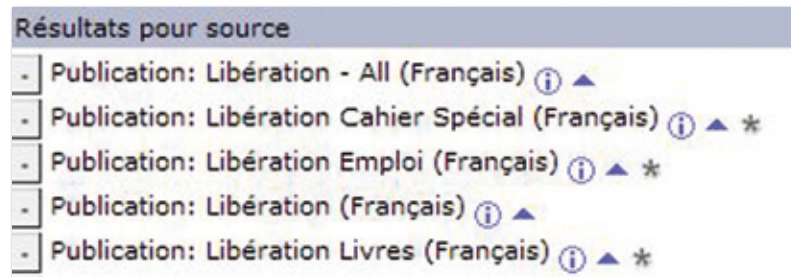 Résultats pour source
- Publication: Libération - All (Français) i
- Publication: Libération Cahier Spécial (Français) i *
- Publication: Libération Emploi (Français) i *
- Publication: Libération (Français) i
- Publication: Libération Livres (Français) i *